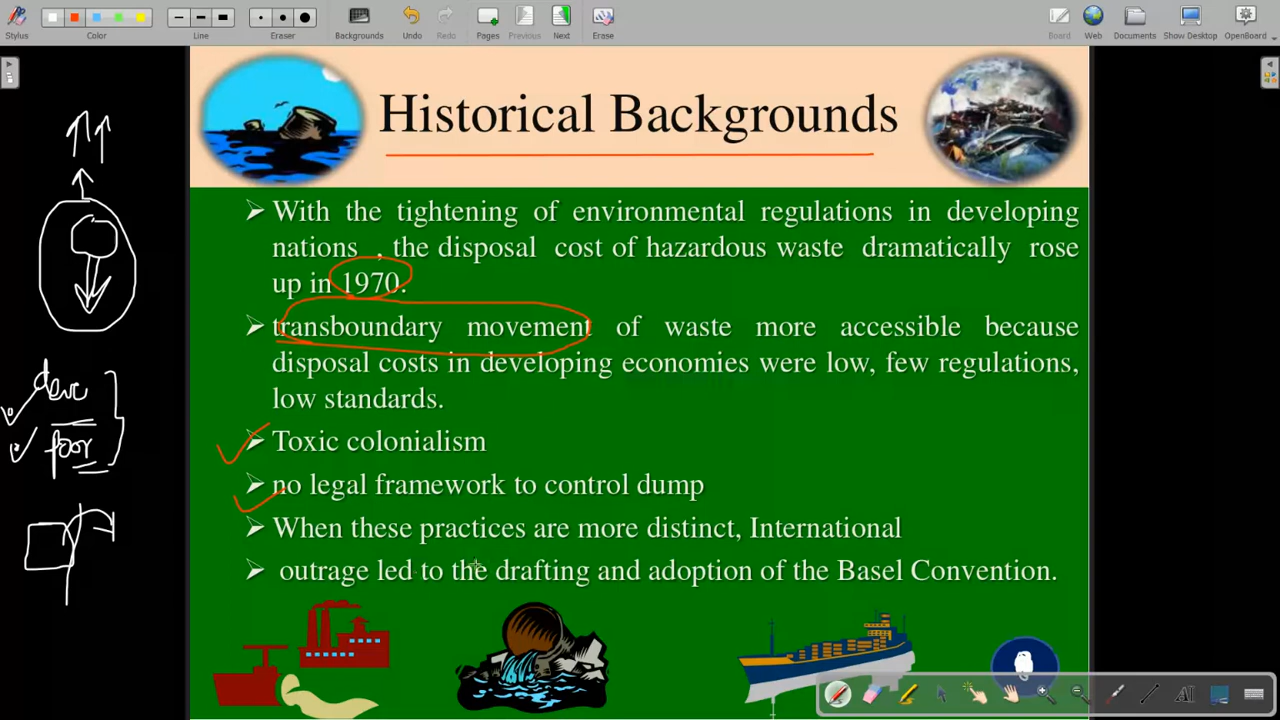 Stylus
Color
Line
Eraser
Backgrounds
Undo
Redo
Pages
Previous
Next
Erase
Board
Web
Documents
Show Desktop
OpenBoard
Historical Backgrounds
With the tightening of environmental regulations in developing
nations , the disposal cost of hazardous waste dramatically rose
up in 1970.
transboundary movement of waste more accessible because
disposal costs in developing economies were low, few regulations,
low standards.
Toxic colonialism
no legal framework to control dump
When these practices are more distinct, International
outrage led to the drafting and adoption of the Basel Convention.
poor